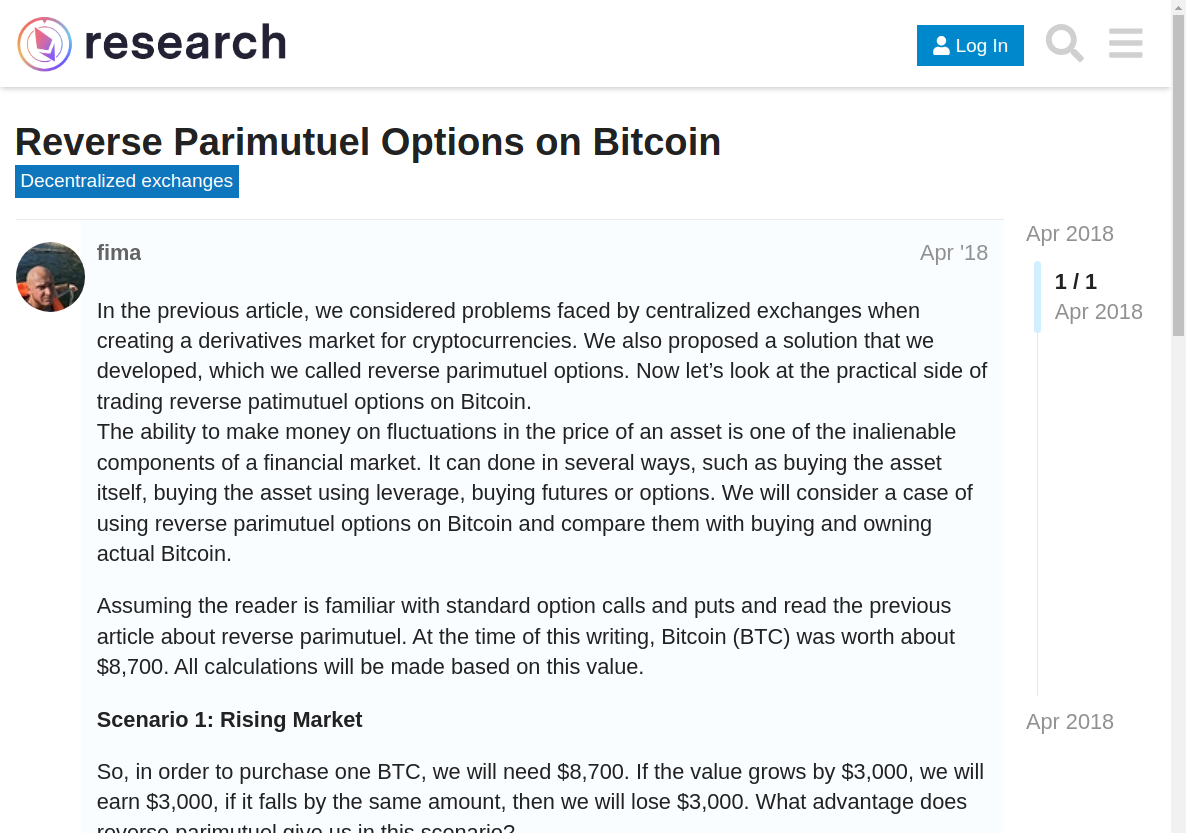 research
Log In
Reverse Parimutuel Options on Bitcoin
Decentralized exchanges
fima
Apr '18
Apr 2018
1 / 1
Apr 2018
In the previous article, we considered problems faced by centralized exchanges when
creating a derivatives market for cryptocurrencies. We also proposed a solution that we
developed, which we called reverse parimutuel options. Now let’s look at the practical side of
trading reverse patimutuel options on Bitcoin.
The ability to make money on fluctuations in the price of an asset is one of the inalienable
components of a financial market. It can done in several ways, such as buying the asset
itself, buying the asset using leverage, buying futures or options. We will consider a case of
using reverse parimutuel options on Bitcoin and compare them with buying and owning
actual Bitcoin.
Assuming the reader is familiar with standard option calls and puts and read the previous
article about reverse parimutuel. At the time of this writing, Bitcoin (BTC) was worth about
$8,700. All calculations will be made based on this value.
Scenario 1: Rising Market
Apr 2018
So, in order to purchase one BTC, we will need $8,700. If the value grows by $3,000, we will
earn $3,000, if it falls by the same amount, then we will lose $3,000. What advantage does
reverse parimutuel give us in this scenario?